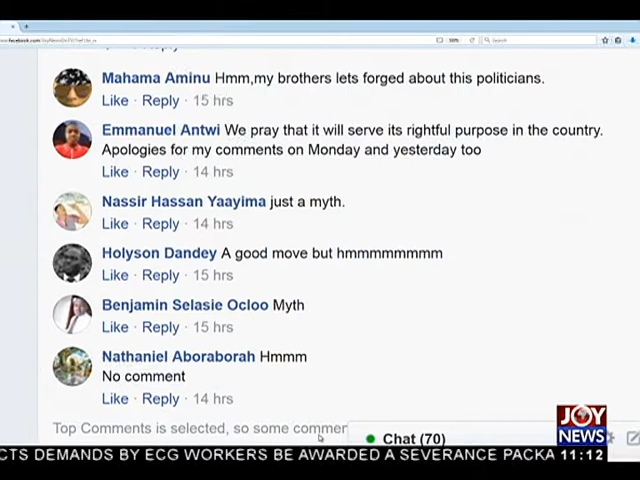 Mahama Aminu Hmm,my brothers lets forged about this politicians.
Like · Reply · 15 hrs
Emmanuel Antwi We pray that it will serve its rightful purpose in the country.
Apologies for my comments on Monday and yesterday too
Like · Reply · 14 hrs
Nassir Hassan Yaayima just a myth.
Like · Reply · 14 hrs
Holyson Dandey A good move but hmmmmmmmm
Like · Reply · 15 hrs
Benjamin Selasie Ocloo Myth
Like · Reply · 15 hrs
Nathaniel Aboraborah Hmmm
No comment
Like · Reply · 14 hrs
Top Comments is selected, so some commen
Chat (70)
JOY
NEWS
CTS DEMANDS BY ECG WORKERS BE AWARDED A SEVERANCE PACKA 11:12